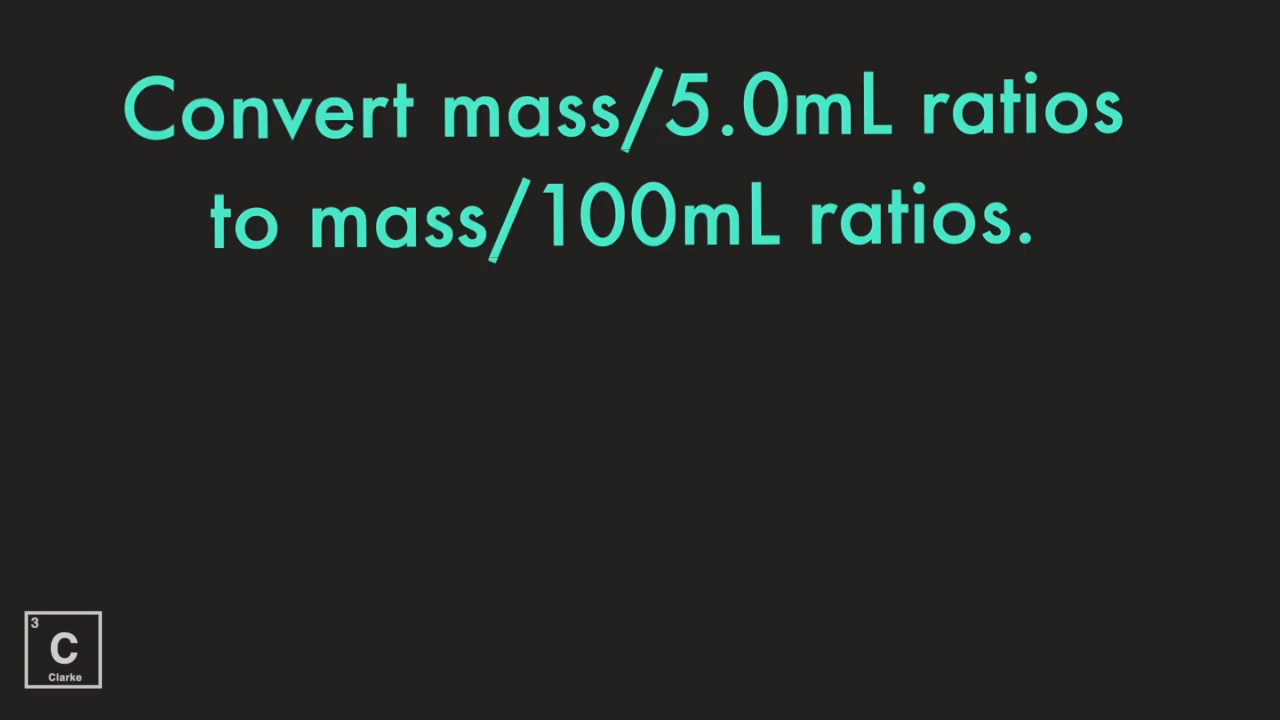 Convert mass/5.0mL ratios
to mass/100mL ratios.
3
C
Clarke